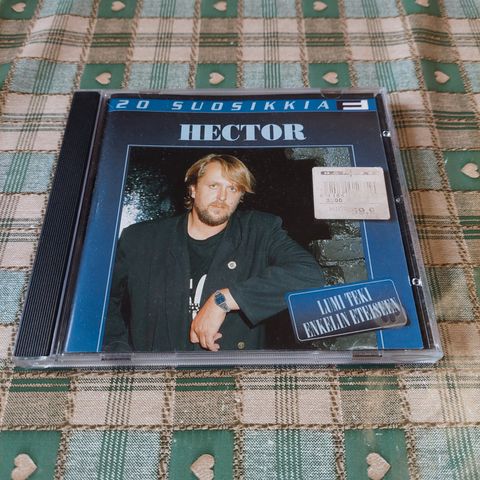 20 SUOSIKKIA F
HECTOR
LUMI TEKI
ENKELIN ETEISEEN